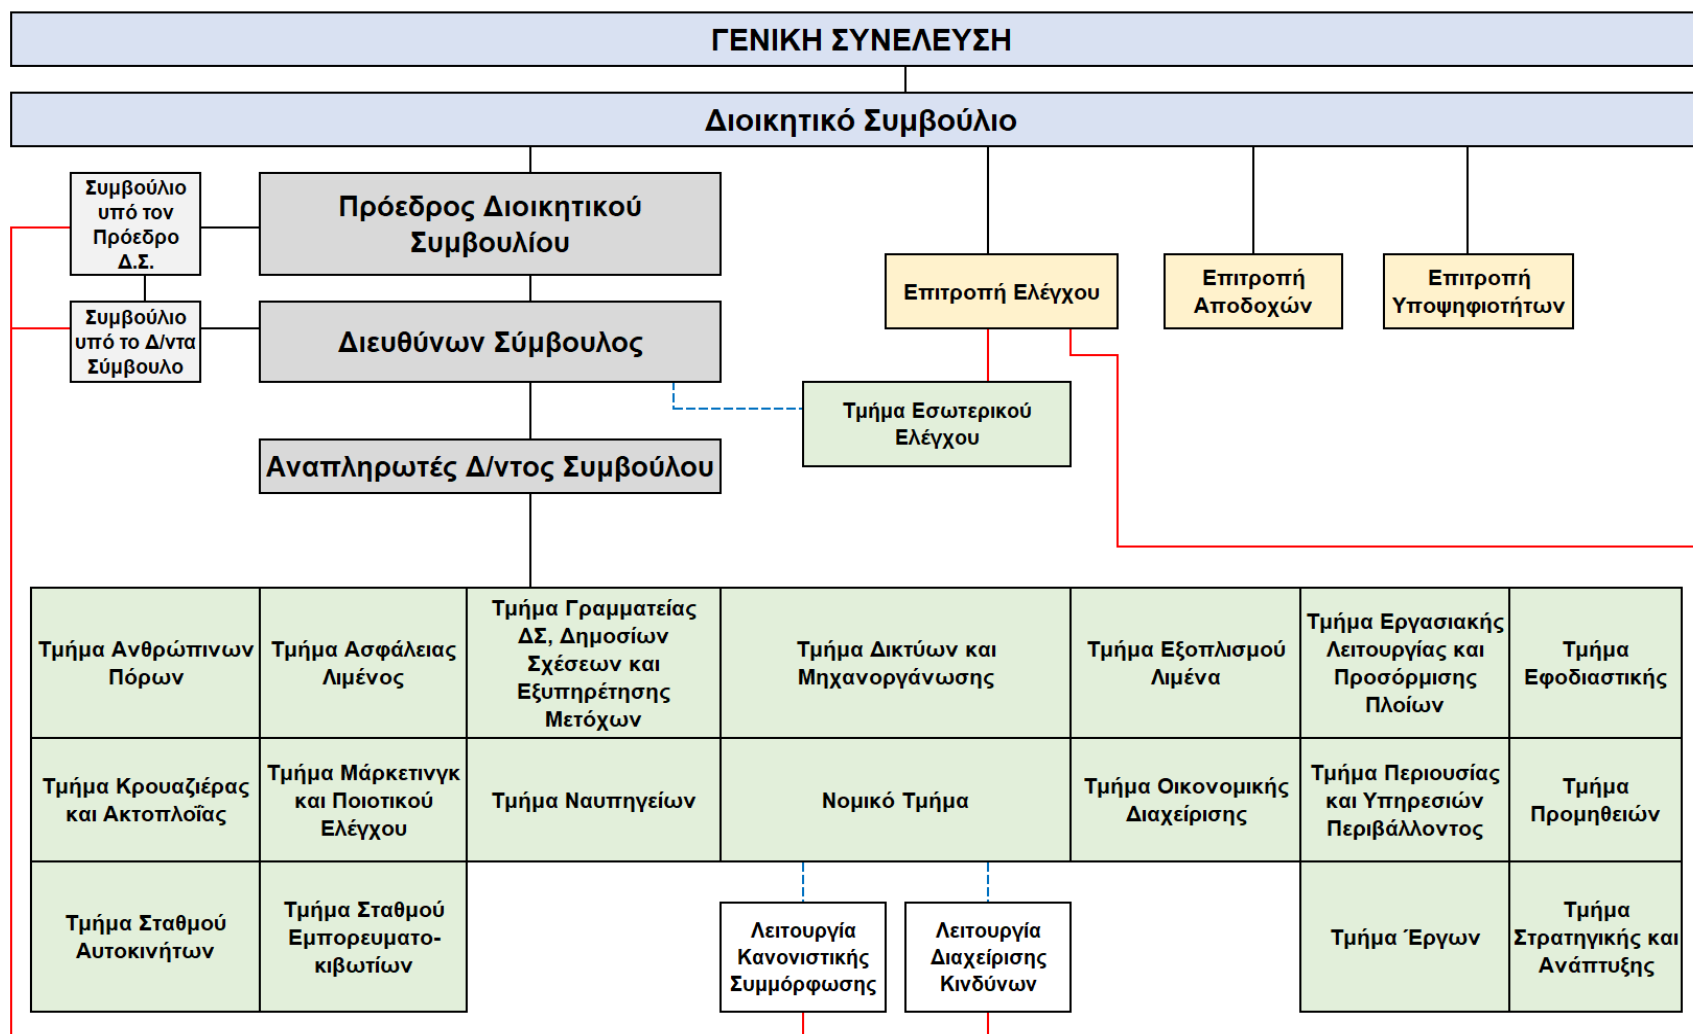 ΓΕΝΙΚΗ ΣΥΝΕΛΕΥΣΗ
Διοικητικό Συμβούλιο
Συμβούλιο
υπό τον
Πρόεδρο
Δ.Σ.
Πρόεδρος Διοικητικού
Συμβουλίου
Επιτροπή Ελέγχου
Επιτροπή
Αποδοχών
Επιτροπή
Υποψηφιοτήτων
Συμβούλιο
υπό το Δ/ντα
Σύμβουλο
Διευθύνων Σύμβουλος
Τμήμα Εσωτερικού
Ελέγχου
Αναπληρωτές Δ/ντος Συμβούλου
Τμήμα Ανθρώπινων
Πόρων
Τμήμα Ασφάλειας
Λιμένος
Τμήμα Γραμματείας
ΔΣ, Δημοσίων
Σχέσεων και
Εξυπηρέτησης
Μετόχων
Τμήμα Δικτύων και
Μηχανοργάνωσης
Τμήμα Εξοπλισμού
Λιμένα
Τμήμα Εργασιακής
Λειτουργίας και
Προσόρμισης
Πλοίων
Τμήμα
Εφοδιαστικής
Τμήμα Κρουαζιέρας
και Ακτοπλοΐας
Τμήμα Μάρκετινγκ
και Ποιοτικού
Ελέγχου
Τμήμα Ναυπηγείων
Νομικό Τμήμα
Τμήμα Οικονομικής
Διαχείρισης
Τμήμα Περιουσίας
και Υπηρεσιών
Περιβάλλοντος
Τμήμα
Προμηθειών
Τμήμα Σταθμού
Αυτοκινήτων
Τμήμα Σταθμού
Εμπορευματο-
κιβωτίων
Λειτουργία
Κανονιστικής
Συμμόρφωσης
Λειτουργία
Διαχείρισης
Κινδύνων
Τμήμα Έργων
Τμήμα
Στρατηγικής και
Ανάπτυξης